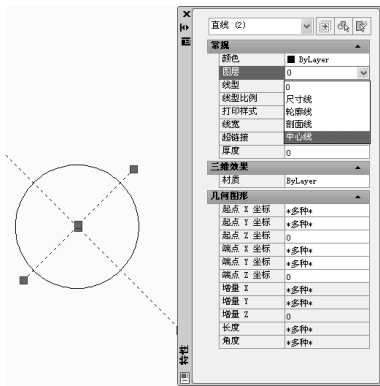 直线 (2)
常规
颜色 ByLayer
图层 0
线型 0
线型比例 尺寸线
打印样式 轮廓线
线宽 剖面线
超链接 中心线
厚度 0
三维效果
材质 ByLayer
几何图形
起点 X 坐标 *多种*
起点 Y 坐标 *多种*
起点 Z 坐标 0
端点 X 坐标 *多种*
端点 Y 坐标 *多种*
端点 Z 坐标 0
增量 X *多种*
增量 Y *多种*
增量 Z 0
长度 *多种*
角度 *多种*
特性